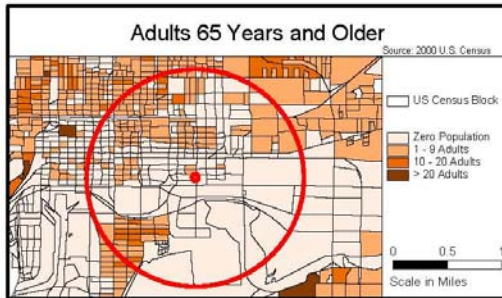 Adults 65 Years and Older
Source: 2000 U.S. Census
US Census Block
Zero Population
1 - 9 Adults
10 - 20 Adults
> 20 Adults
0 0.5 1
Scale in Miles